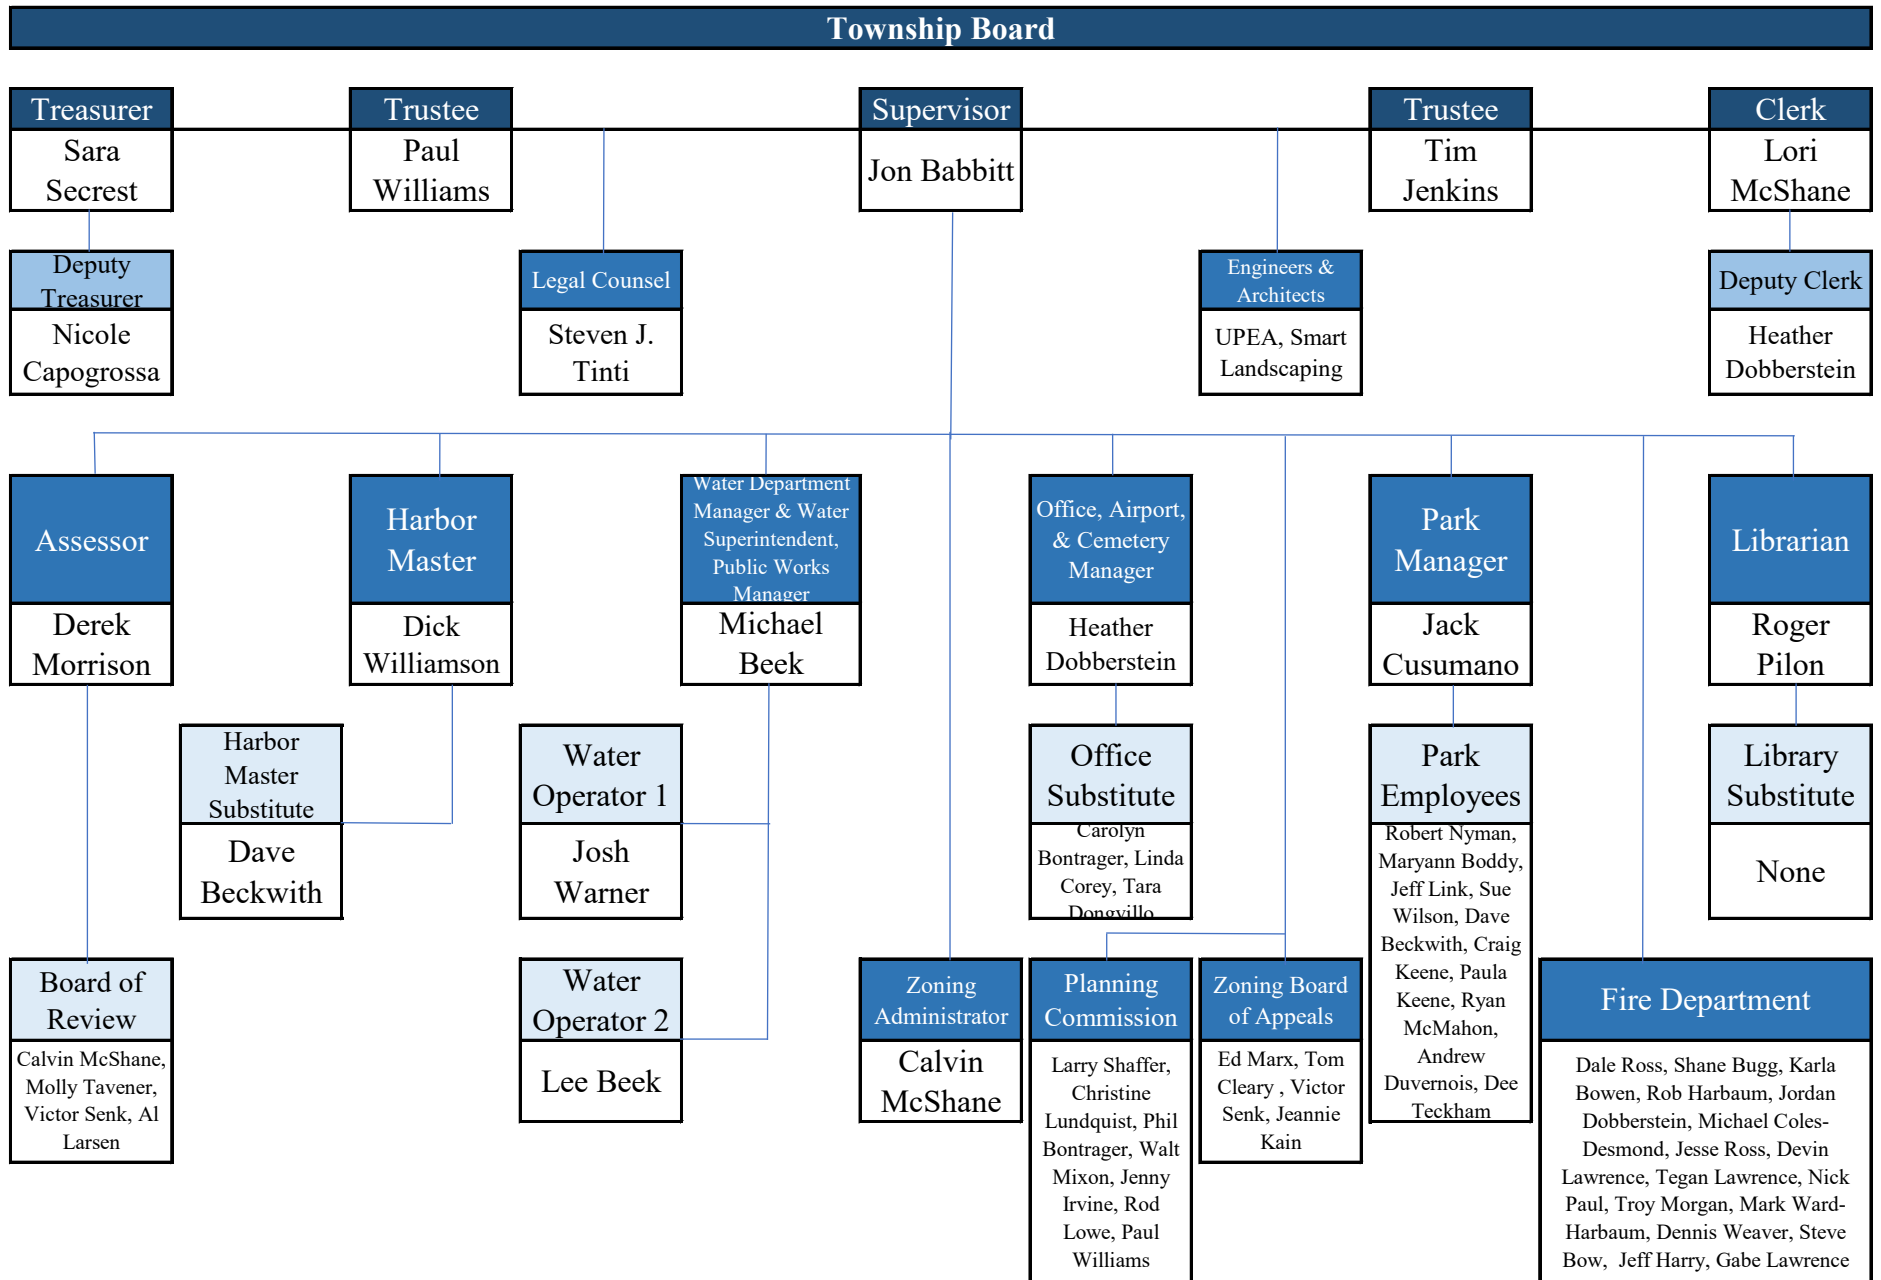 Township Board
Treasurer
Sara
Secrest
Trustee
Paul
Williams
Supervisor
Jon Babbitt
Trustee
Tim
Jenkins
Clerk
Lori
McShane
Deputy
Treasurer
Nicole
Capogrossa
Legal Counsel
Steven J.
Tinti
Engineers &
Architects
UPEA, Smart
Landscaping
Deputy Clerk
Heather
Dobberstein
Assessor
Derek
Morrison
Harbor
Master
Dick
Williamson
Water Department
Manager & Water
Superintendent,
Public Works
Manager
Michael
Beek
Office, Airport,
& Cemetery
Manager
Heather
Dobberstein
Park
Manager
Jack
Cusumano
Librarian
Roger
Pilon
Harbor
Master
Substitute
Dave
Beckwith
Water
Operator 1
Josh
Warner
Office
Substitute
Carolyn
Bontrager, Linda
Corey, Tara
Dongvillo
Park
Employees
Robert Nyman,
Maryann Boddy,
Jeff Link, Sue
Wilson, Dave
Beckwith, Craig
Keene, Paula
Keene, Ryan
McMahon,
Andrew
Duvernois, Dee
Teckham
Library
Substitute
None
Board of
Review
Calvin McShane,
Molly Tavener,
Victor Senk, Al
Larsen
Water
Operator 2
Lee Beek
Zoning
Administrator
Calvin
McShane
Planning
Commission
Larry Shaffer,
Christine
Lundquist, Phil
Bontrager, Walt
Mixon, Jenny
Irvine, Rod
Lowe, Paul
Williams
Zoning Board
of Appeals
Ed Marx, Tom
Cleary , Victor
Senk, Jeannie
Kain
Fire Department
Dale Ross, Shane Bugg, Karla
Bowen, Rob Harbaum, Jordan
Dobberstein, Michael Coles-
Desmond, Jesse Ross, Devin
Lawrence, Tegan Lawrence, Nick
Paul, Troy Morgan, Mark Ward-
Harbaum, Dennis Weaver, Steve
Bow, Jeff Harry, Gabe Lawrence